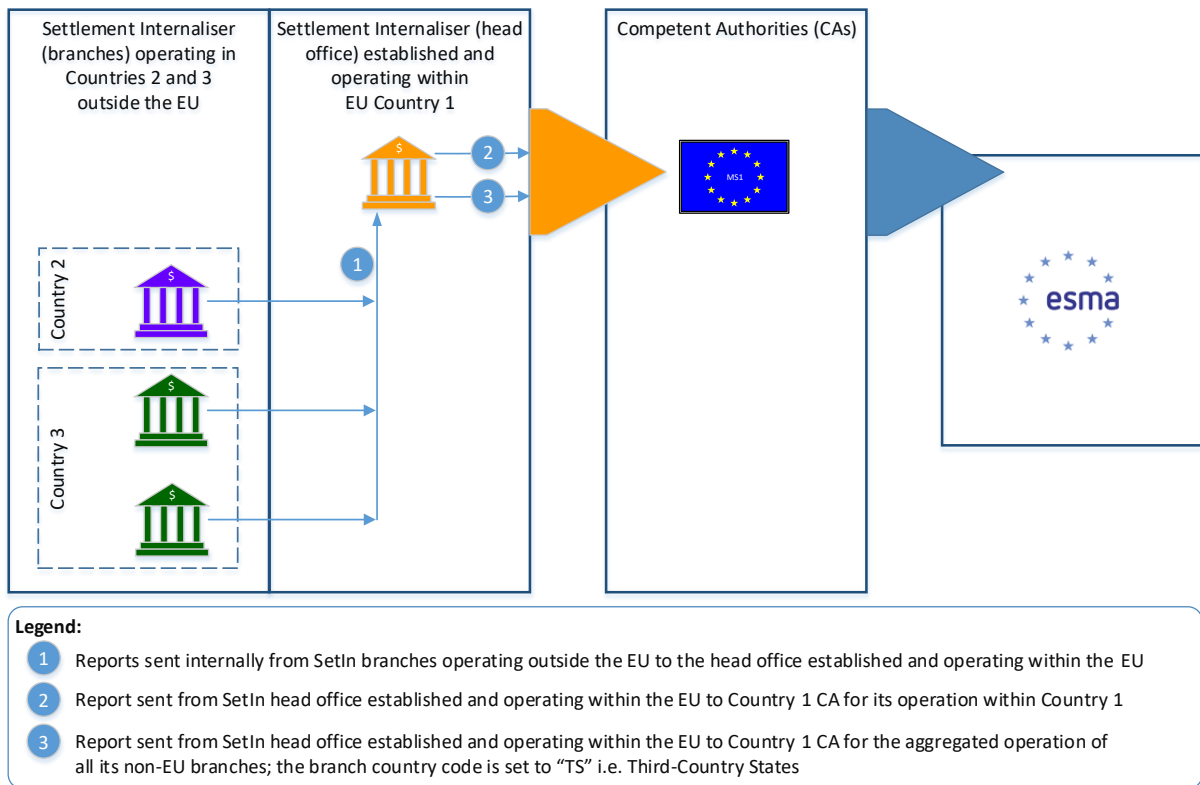 Settlement Internaliser
(branches) operating in
Countries 2 and 3
outside the EU
Settlement Internaliser (head
office) established and
operating within
EU Country 1
Competent Authorities (CAs)
$
2
3
MS1
1
Country 2
$
esma
Country 3
$
$
Legend:
1 Reports sent internally from SetIn branches operating outside the EU to the head office established and operating within the EU
2 Report sent from SetIn head office established and operating within the EU to Country 1 CA for its operation within Country 1
3 Report sent from SetIn head office established and operating within the EU to Country 1 CA for the aggregated operation of
all its non-EU branches; the branch country code is set to “TS” i.e. Third-Country States